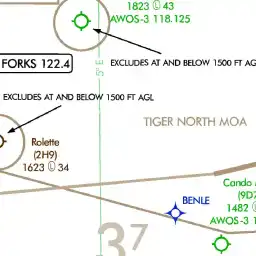 1823 43
AWOS-3 118.125
FORKS 122.4
EXCLUDES AT AND BELOW 1500 FT AGL
EXCLUDES AT AND BELOW 1500 FT AGL
TIGER NORTH MOA
Rolette
(2H9)
1623 34
Cando
(9D7
1482
AWOS-3 1
BENLE
37